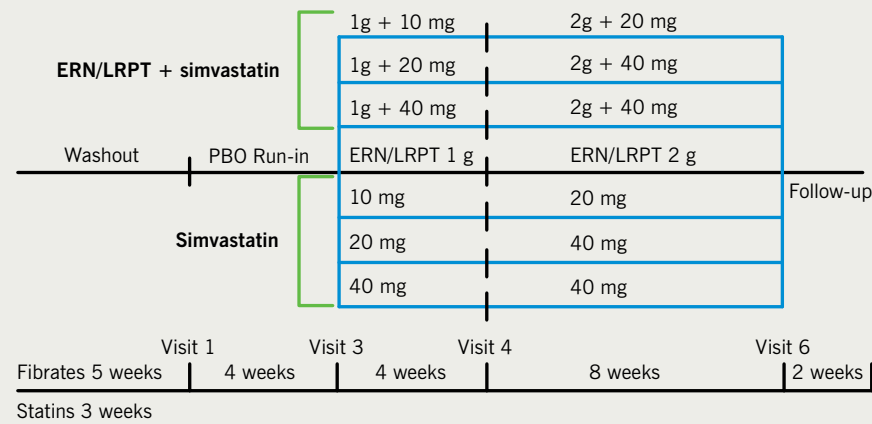 1g + 10 mg 2g + 20 mg
ERN/LRPT + simvastatin 1g + 20 mg 2g + 40 mg
1g + 40 mg 2g + 40 mg
Washout PBO Run-in ERN/LRPT 1 g ERN/LRPT 2 g
Follow-up
10 mg 20 mg
Simvastatin 20 mg 40 mg
40 mg 40 mg
Visit 1 Visit 3 Visit 4 Visit 6
Fibrates 5 weeks 4 weeks 4 weeks 8 weeks 2 weeks
Statins 3 weeks